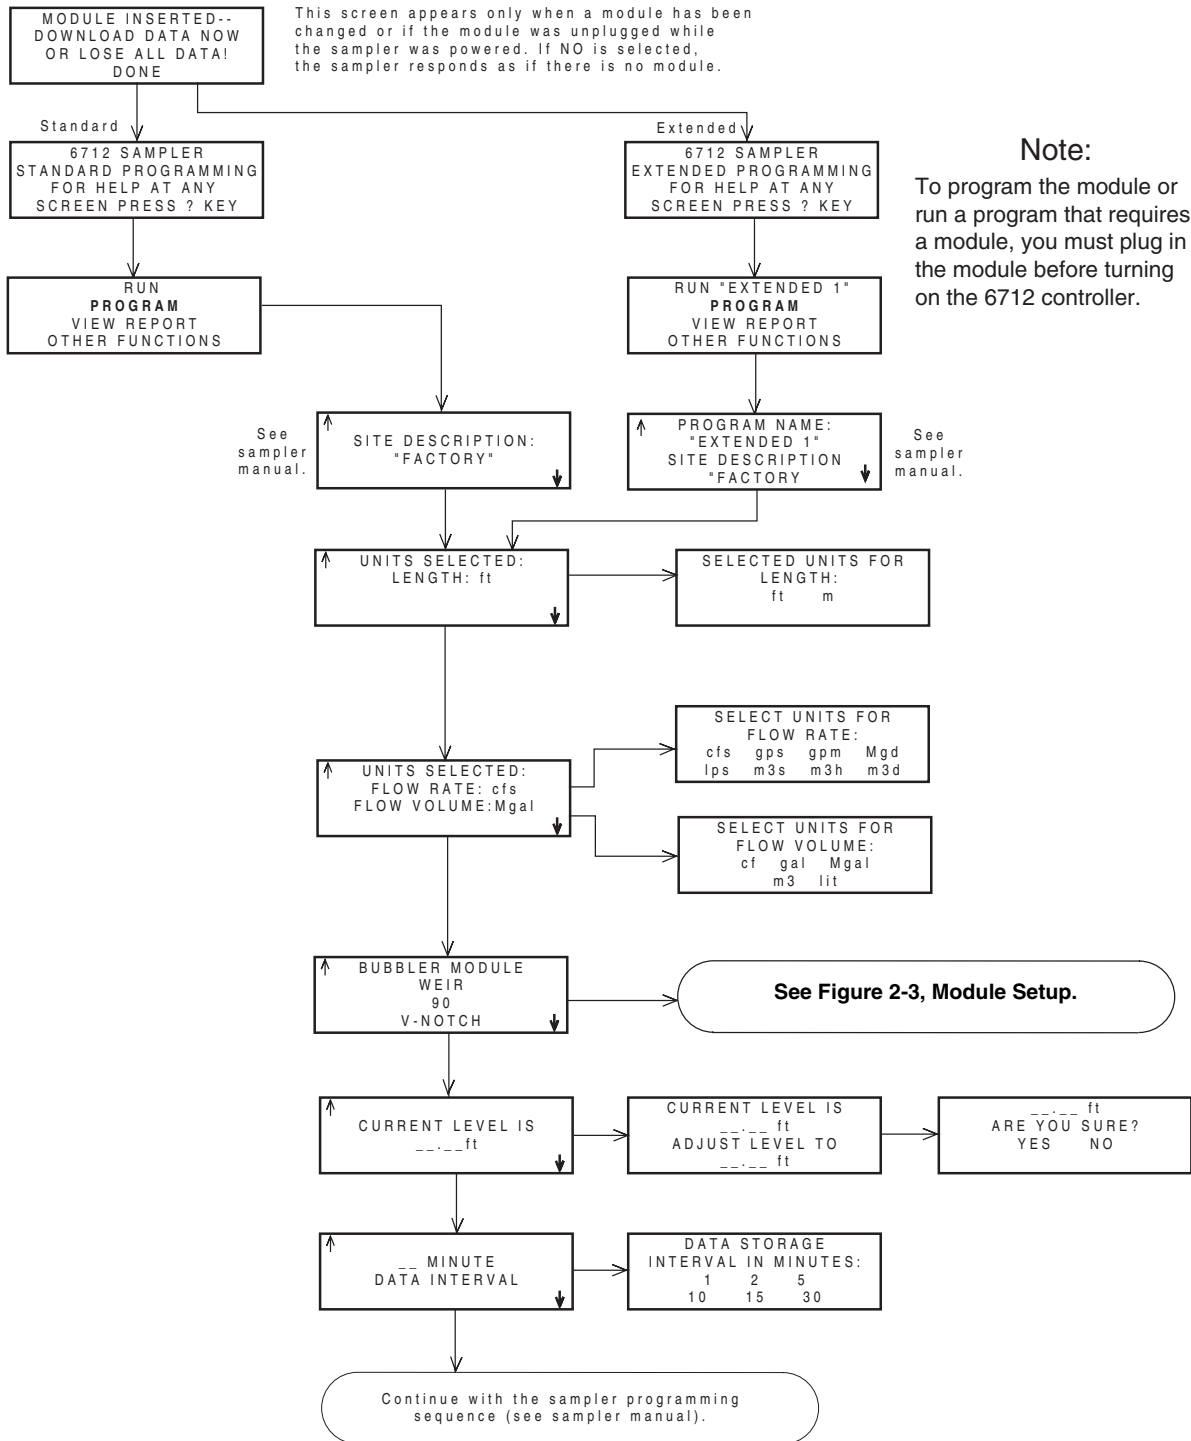 MODULE INSERTED--
DOWNLOAD DATA NOW
OR LOSE ALL DATA!
DONE
This screen appears only when a module has been
changed or if the module was unplugged while
the sampler was powered. If NO is selected,
the sampler responds as if there is no module.
Standard
6712 SAMPLER
STANDARD PROGRAMMING
FOR HELP AT ANY
SCREEN PRESS ? KEY
Extended
6712 SAMPLER
EXTENDED PROGRAMMING
FOR HELP AT ANY
SCREEN PRESS ? KEY
Note:
To program the module or
run a program that requires
a module, you must plug in
the module before turning
on the 6712 controller.
RUN
PROGRAM
VIEW REPORT
OTHER FUNCTIONS
RUN "EXTENDED 1"
PROGRAM
VIEW REPORT
OTHER FUNCTIONS
See
sampler
manual.
SITE DESCRIPTION:
"FACTORY"
PROGRAM NAME:
"EXTENDED 1"
SITE DESCRIPTION
"FACTORY
See
sampler
manual.
UNITS SELECTED:
LENGTH: ft
SELECTED UNITS FOR
LENGTH:
ft m
UNITS SELECTED:
FLOW RATE: cfs
FLOW VOLUME:Mgal
SELECT UNITS FOR
FLOW RATE:
cfs gps gpm Mgd
lps m3s m3h m3d
SELECT UNITS FOR
FLOW VOLUME:
cf gal Mgal
m3 lit
BUBBLER MODULE
WEIR
90
V-NOTCH
See Figure 2-3, Module Setup.
CURRENT LEVEL IS
__.__ft
CURRENT LEVEL IS
__.__ ft
ADJUST LEVEL TO
__.__ ft
__.__ ft
ARE YOU SURE?
YES NO
__ MINUTE
DATA INTERVAL
DATA STORAGE
INTERVAL IN MINUTES:
1 2 5
10 15 30
Continue with the sampler programming
sequence (see sampler manual).